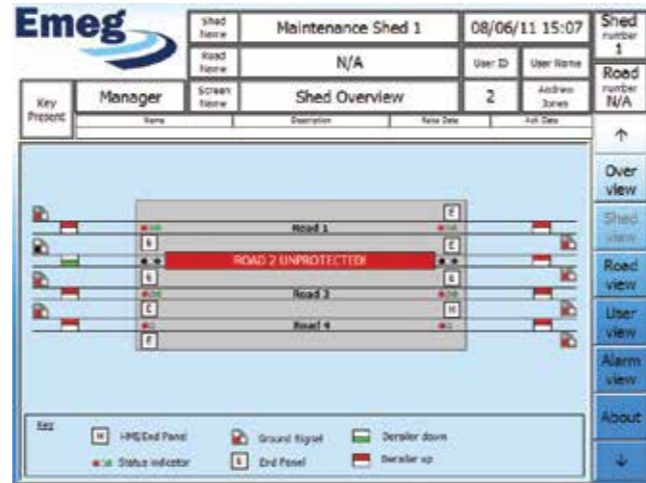 Emeg
Shed Name
Maintenance Shed 1
08/06/11 15:07
Shed number 1
Road Name
N/A
User ID
User Name
Road number N/A
Key Present
Manager
Screen Name
Shed Overview
2
Andrew Jones
Name
Description
Raise Date
Ack Date
Over view
Shed view
Road view
User view
Alarm view
About
E
Road 1
E
E
ROAD 2 UNPROTECTED!
E
E
Road 3
E
H
Road 4
E
Key
H
HMI/End Panel
Ground Signal
Derailer down
Status indicator
E
End Panel
Derailer up